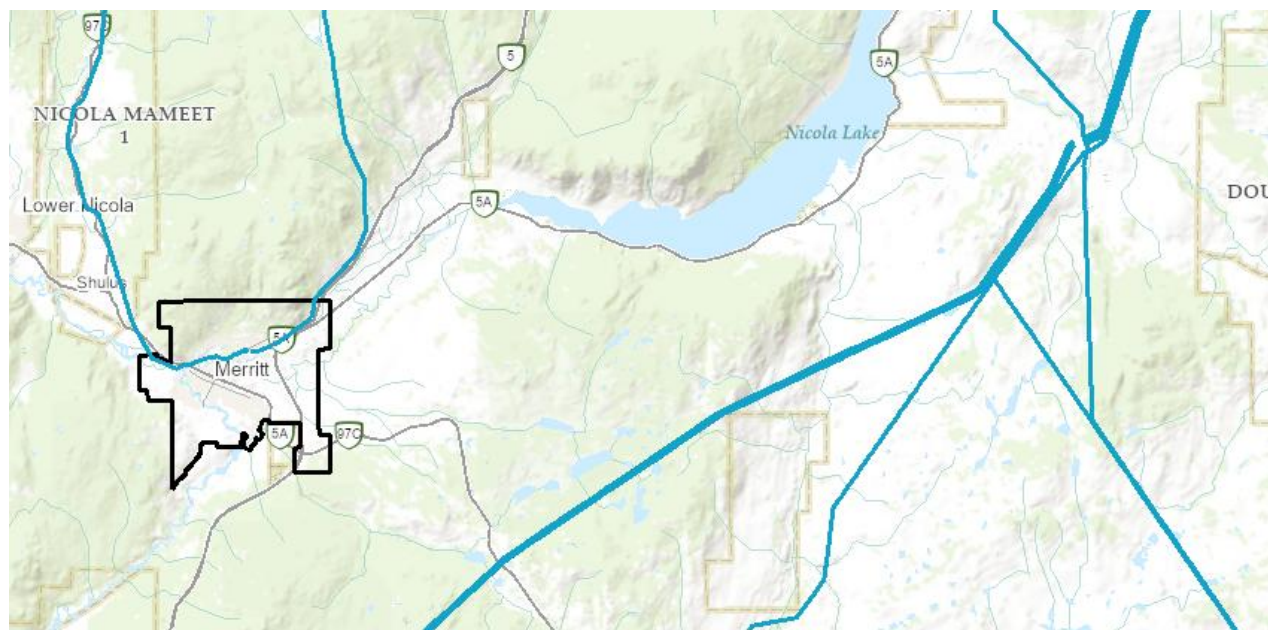 97C
5
5A
NICOLA MAMEET
1
Nicola Lake
DOU
Lower Nicola
5A
Shulus
5A
Merritt
5A
97C